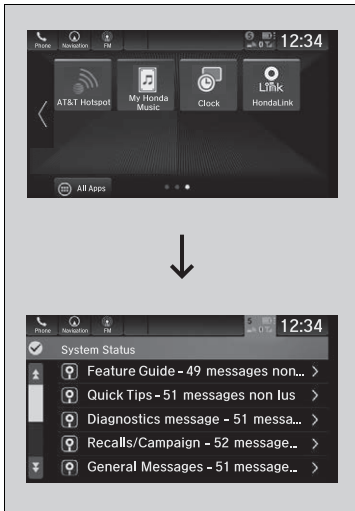 Phone Navigation FM 12:34
AT&T Hotspot
My Honda
Music
Clock
Link
HondaLink
All Apps
Phone Navigation FM 12:34
System Status
Feature Guide - 49 messages non...
Quick Tips - 51 messages non lus
Diagnostics message - 51 messa...
Recalls/Campaign - 52 message...
General Messages - 51 message...